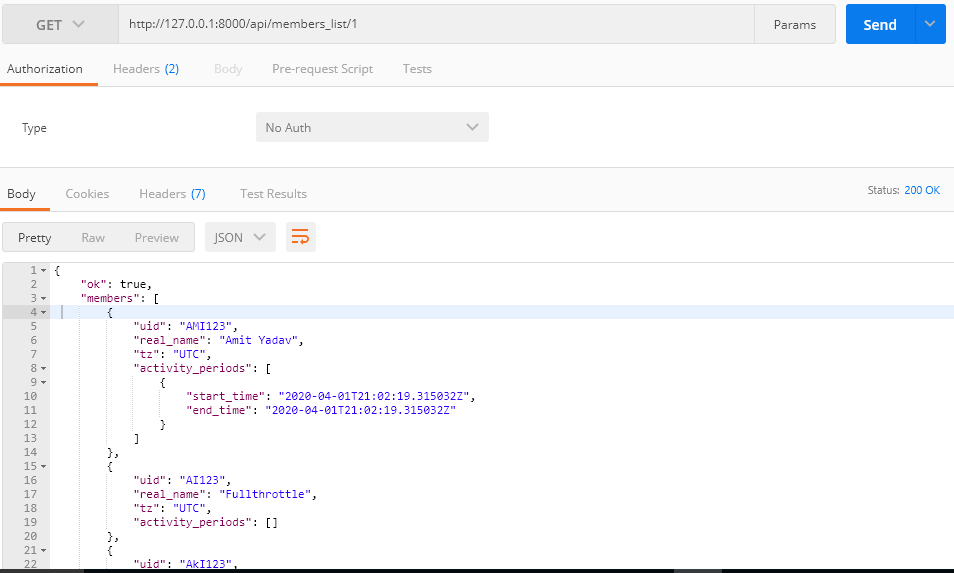 GET http://127.0.0.1:8000/api/members_list/1 Params Send
Authorization Headers (2) Body Pre-request Script Tests
Type No Auth
Body Cookies Headers (7) Test Results Status: 200 OK
Pretty Raw Preview JSON
1 {
2 "ok": true,
3 "members": [
4 {
5 "uid": "AMI123",
6 "real_name": "Amit Yadav",
7 "tz": "UTC",
8 "activity_periods": [
9 {
10 "start_time": "2020-04-01T21:02:19.315032Z",
11 "end_time": "2020-04-01T21:02:19.315032Z"
12 }
13 ]
14 },
15 {
16 "uid": "AI123",
17 "real_name": "Fullthrottle",
18 "tz": "UTC",
19 "activity_periods": []
20 },
21 {
22 "uid": "AkI123",